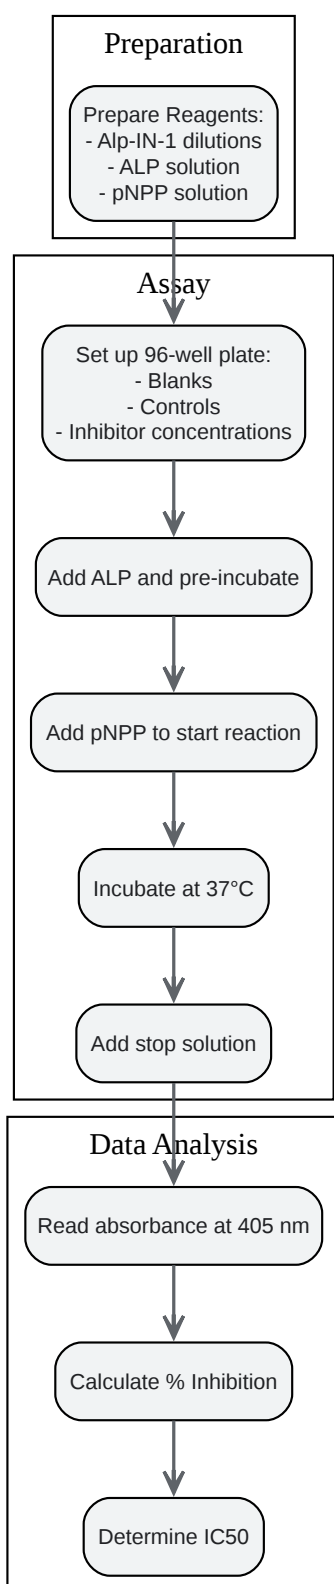 Preparation
Prepare Reagents:
- Alp-IN-1 dilutions
- ALP solution
- pNPP solution
Assay
Set up 96-well plate:
- Blanks
- Controls
- Inhibitor concentrations
Add ALP and pre-incubate
Add pNPP to start reaction
Incubate at 37°C
Add stop solution
Data Analysis
Read absorbance at 405 nm
Calculate % Inhibition
Determine IC50